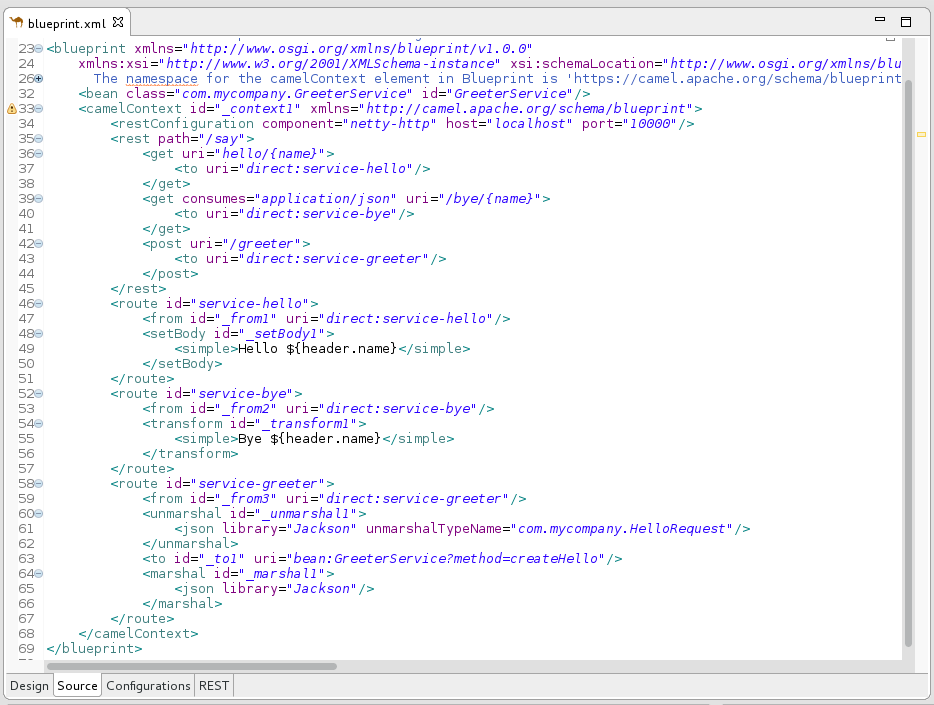 blueprint.xml
23 <blueprint xmlns="http://www.osgi.org/xmlns/blueprint/v1.0.0"
24     xmlns:xsi="http://www.w3.org/2001/XMLSchema-instance" xsi:schemaLocation="http://www.osgi.org/xmlns/blu
26       The namespace for the camelContext element in Blueprint is 'https://camel.apache.org/schema/blueprint
32     <bean class="com.mycompany.GreeterService" id="GreeterService"/>
33     <camelContext id="_context1" xmlns="http://camel.apache.org/schema/blueprint">
34         <restConfiguration component="netty-http" host="localhost" port="10000"/>
35         <rest path="/say">
36             <get uri="hello/{name}">
37                 <to uri="direct:service-hello"/>
38             </get>
39             <get consumes="application/json" uri="/bye/{name}">
40                 <to uri="direct:service-bye"/>
41             </get>
42             <post uri="/greeter">
43                 <to uri="direct:service-greeter"/>
44             </post>
45         </rest>
46         <route id="service-hello">
47             <from id="_from1" uri="direct:service-hello"/>
48             <setBody id="_setBody1">
49                 <simple>Hello ${header.name}</simple>
50             </setBody>
51         </route>
52         <route id="service-bye">
53             <from id="_from2" uri="direct:service-bye"/>
54             <transform id="_transform1">
55                 <simple>Bye ${header.name}</simple>
56             </transform>
57         </route>
58         <route id="service-greeter">
59             <from id="_from3" uri="direct:service-greeter"/>
60             <unmarshal id="_unmarshal1">
61                 <json library="Jackson" unmarshalTypeName="com.mycompany.HelloRequest"/>
62             </unmarshal>
63             <to id="_to1" uri="bean:GreeterService?method=createHello"/>
64             <marshal id="_marshal1">
65                 <json library="Jackson"/>
66             </marshal>
67         </route>
68     </camelContext>
69 </blueprint>
Design Source Configurations REST